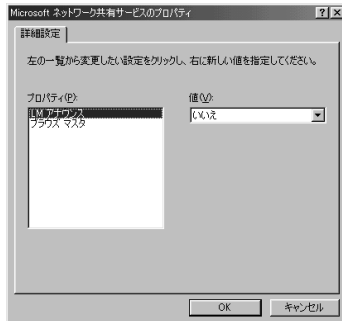 Microsoft ネットワーク共有サービスのプロパティ
詳細設定
左の一覧から変更したい設定をクリックし、右に新しい値を指定してください。
プロパティ(P):
値(V):
LM アナウンス
いいえ
ブラウズ マスタ
OK
キャンセル